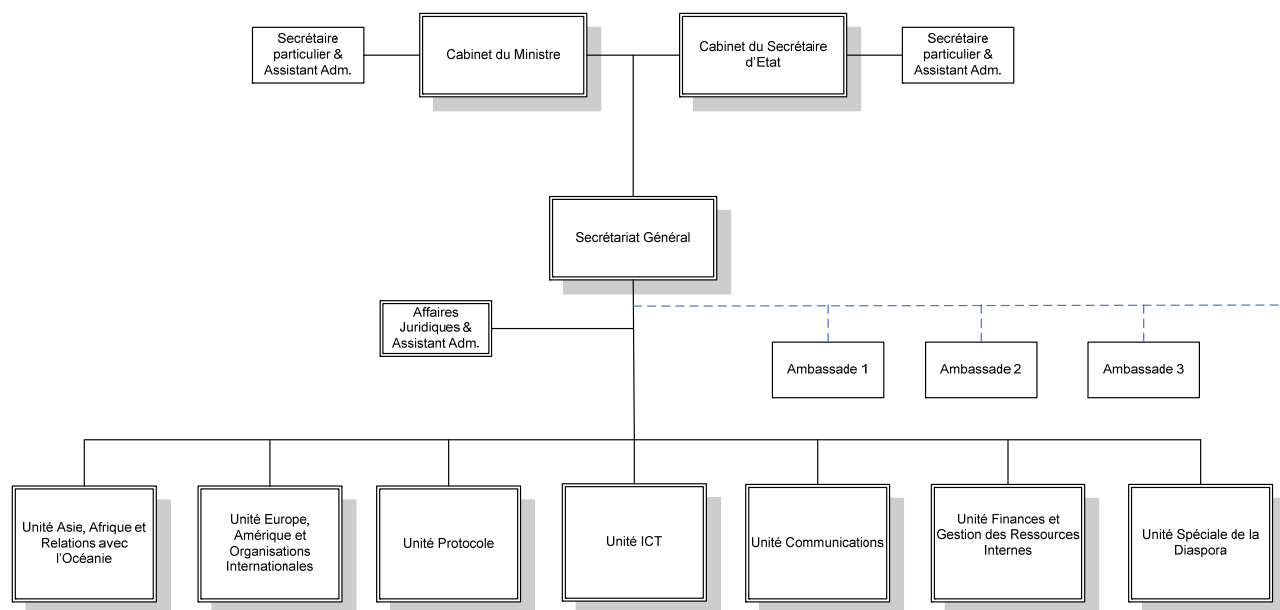 Secrétaire
particulier &
Assistant Adm.
Cabinet du Ministre
Cabinet du Secrétaire
d'Etat
Secrétaire
particulier &
Assistant Adm.
Secrétariat Général
Affaires
Juridiques &
Assistant Adm.
Ambassade 1
Ambassade 2
Ambassade 3
Unité Asie, Afrique et
Relations avec
l'Océanie
Unité Europe,
Amérique et
Organisations
Internationales
Unité Protocole
Unité ICT
Unité Communications
Unité Finances et
Gestion des Ressources
Internes
Unité Spéciale de la
Diaspora